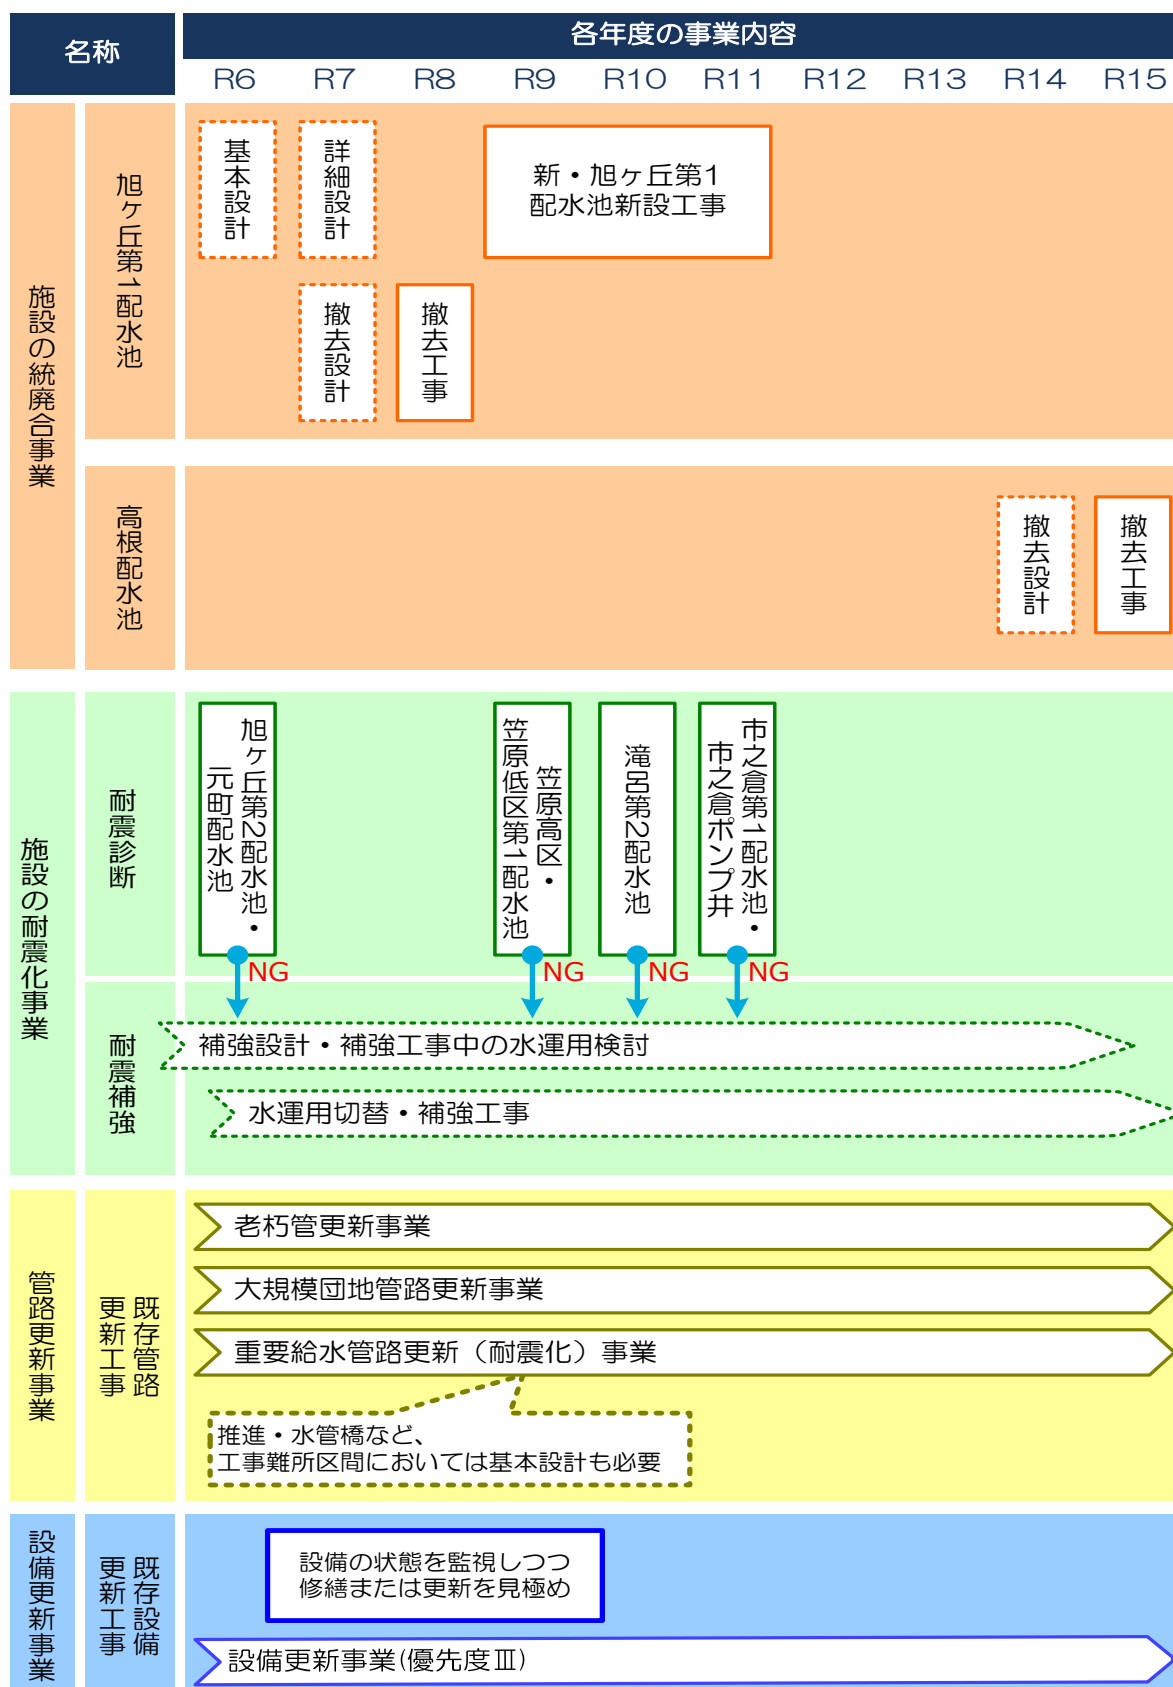 名称
各年度の事業内容
R6 R7 R8 R9 R10 R11 R12 R13 R14 R15
施設の統廃合事業
旭ヶ丘第1配水池
基本設計
詳細設計
新・旭ヶ丘第1
配水池新設工事
撤去設計
撤去工事
高根配水池
撤去設計
撤去工事
施設の耐震化事業
耐震診断
旭ヶ丘第2配水池・
元町配水池
笠原高区・
笠原低区第1配水池
滝呂第2配水池
市之倉第1配水池・
市之倉ポンプ井
NG
NG
NG
NG
耐震補強
補強設計・補強工事中の水運用検討
水運用切替・補強工事
管路更新事業
既存管路
更新工事
老朽管更新事業
大規模団地管路更新事業
重要給水管路更新（耐震化）事業
推進・水管橋など、
工事難所区間においては基本設計も必要
設備更新事業
既存設備
更新工事
設備の状態を監視しつつ
修繕または更新を見極め
設備更新事業(優先度Ⅲ)